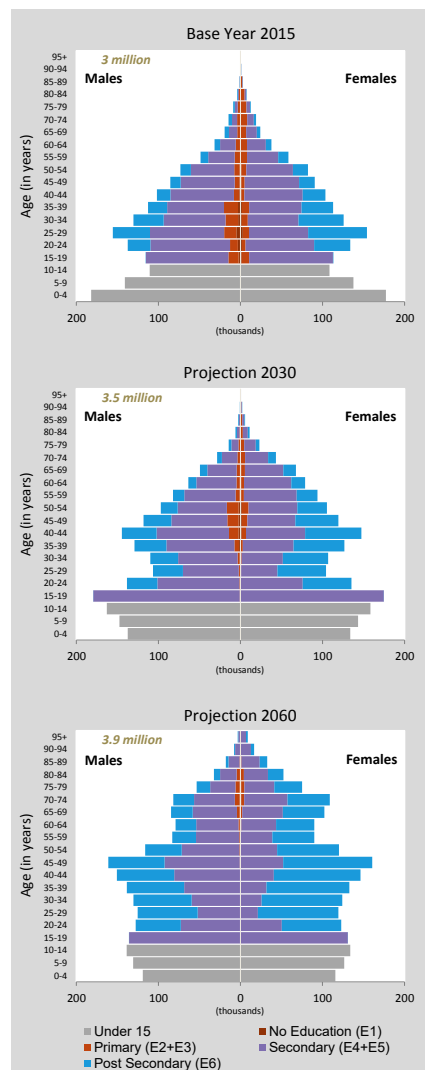 Base Year 2015
3 million
Males
Females
Age (in years)
95+
90-94
85-89
80-84
75-79
70-74
65-69
60-64
55-59
50-54
45-49
40-44
35-39
30-34
25-29
20-24
15-19
10-14
5-9
0-4
200 100 0 100 200
(thousands)
Projection 2030
3.5 million
Males
Females
Age (in years)
95+
90-94
85-89
80-84
75-79
70-74
65-69
60-64
55-59
50-54
45-49
40-44
35-39
30-34
25-29
20-24
15-19
10-14
5-9
0-4
200 100 0 100 200
(thousands)
Projection 2060
3.9 million
Males
Females
Age (in years)
95+
90-94
85-89
80-84
75-79
70-74
65-69
60-64
55-59
50-54
45-49
40-44
35-39
30-34
25-29
20-24
15-19
10-14
5-9
0-4
200 100 0 100 200
(thousands)
Under 15 No Education (E1)
Primary (E2+E3) Secondary (E4+E5)
Post Secondary (E6)